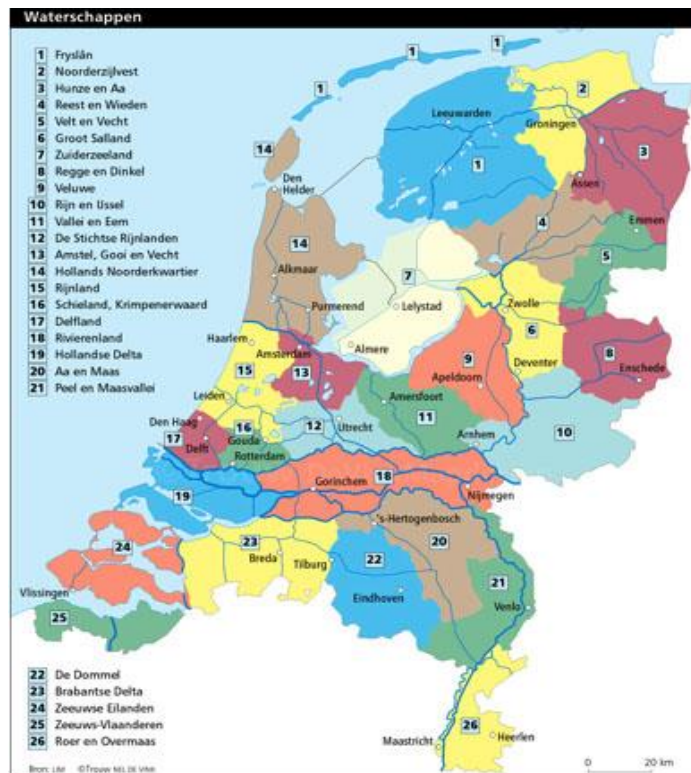 Waterschappen
1 Fryslân
2 Noorderzijlvest
3 Hunze en Aa
4 Reest en Wieden
5 Velt en Vecht
6 Groot Salland
7 Zuiderzeeland
8 Regge en Dinkel
9 Veluwe
10 Rijn en IJssel
11 Vallei en Eem
12 De Stichtse Rijnlanden
13 Amstel, Gooi en Vecht
14 Hollands Noorderkwartier
15 Rijnland
16 Schieland, Krimpenerwaard
17 Delfland
18 Rivierenland
19 Hollandse Delta
20 Aa en Maas
21 Peel en Maasvallei
1
1
1
2
Leeuwarden
Groningen
1
3
14
Assen
Den
Helder
4
Emmen
14
5
7
Alkmaar
Lelystad
Zwolle
Purmerend
6
Haarlem
Almere
9
8
Amsterdam
Deventer
15
13
Apeldoorn
Enschede
Leiden
Amersfoort
11
Den Haag
16
12
Utrecht
10
17
Gouda
Arnhem
Delft
Rotterdam
18
19
Gorinchem
Nijmegen
's-Hertogenbosch
24
23
20
Breda
22
Tilburg
21
Vlissingen
Eindhoven
Venlo
25
22 De Dommel
23 Brabantse Delta
24 Zeeuwse Eilanden
25 Zeeuws-Vlaanderen
26 Roer en Overmaas
26
Heerlen
Maastricht
0 20 km
Bron: LIM ©Trouw NEL DE VINK